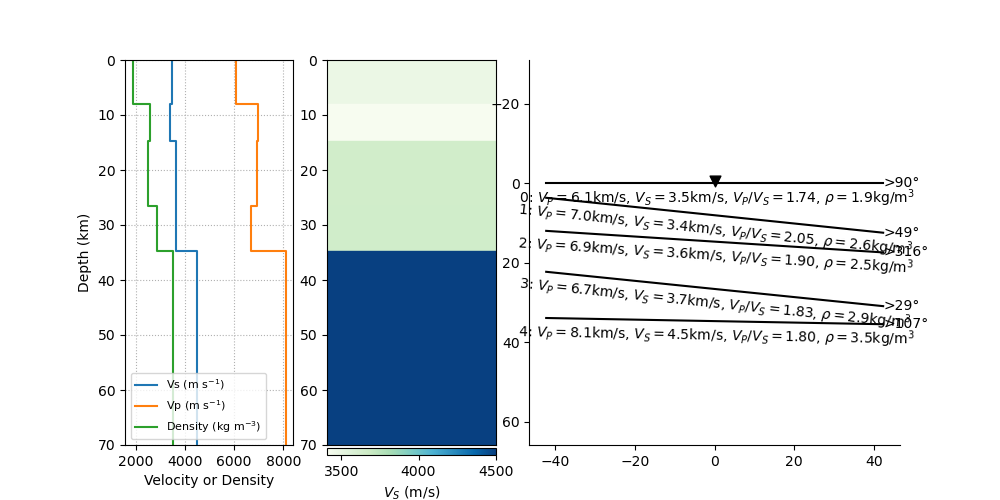 0
10
20
30
40
50
60
70
Depth (km)
2000 4000 6000 8000
Velocity or Density
Vs (m s⁻¹)
Vp (m s⁻¹)
Density (kg m⁻³)
0
10
20
30
40
50
60
70
3500 4000 4500
V_S (m/s)
−20
0
20
40
60
−40 −20 0 20 40
>90°
0: V_P = 6.1km/s, V_S = 3.5km/s, V_P/V_S = 1.74, ρ = 1.9kg/m³
>49°
1: V_P = 7.0km/s, V_S = 3.4km/s, V_P/V_S = 2.05, ρ = 2.6kg/m³
>316°
2: V_P = 6.9km/s, V_S = 3.6km/s, V_P/V_S = 1.90, ρ = 2.5kg/m³
>29°
3: V_P = 6.7km/s, V_S = 3.7km/s, V_P/V_S = 1.83, ρ = 2.9kg/m³
>107°
4: V_P = 8.1km/s, V_S = 4.5km/s, V_P/V_S = 1.80, ρ = 3.5kg/m³